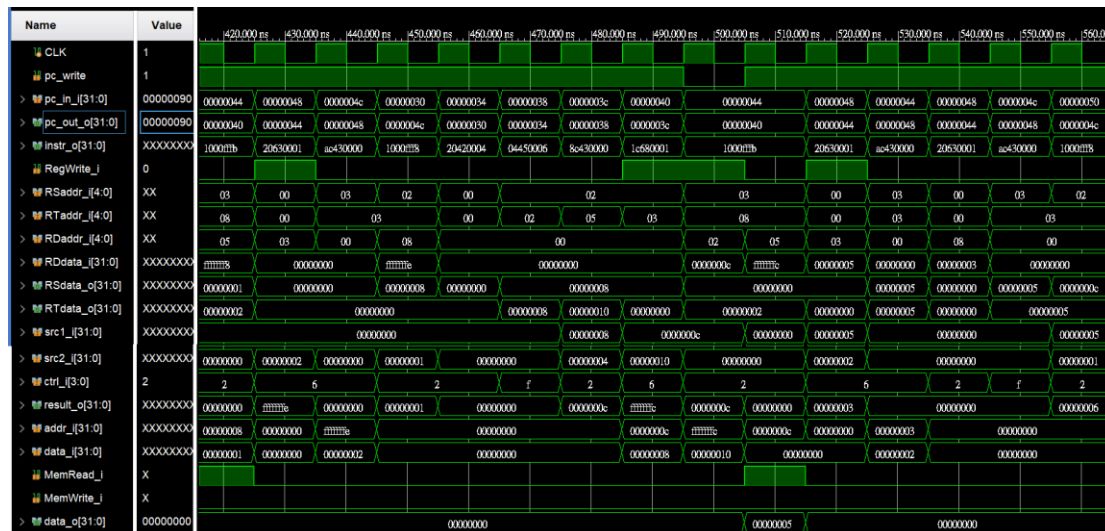 Name Value 420.000 ns 430.000 ns 440.000 ns 450.000 ns 460.000 ns 470.000 ns 480.000 ns 490.000 ns 500.000 ns 510.000 ns 520.000 ns 530.000 ns 540.000 ns 550.000 ns 560.0
CLK 1
pc_write 1
pc_in_i[31:0] 00000090 00000044 00000048 0000004c 00000030 00000034 00000038 0000003c 00000040 00000044 00000048 00000044 00000048 0000004c 00000050
pc_out_o[31:0] 00000090 00000040 00000044 00000048 0000004c 00000030 00000034 00000038 0000003c 00000040 00000044 00000048 00000044 00000048 0000004c
instr_o[31:0] XXXXXXXX 1000fffb 20630001 ac430000 1000fff8 20420004 04450006 8c430000 1c680001 1000fffb 20630001 ac430000 20630001 ac430000 1000fff8
RegWrite_i 0
RSaddr_i[4:0] XX 03 00 03 02 00 02 03 00 03 00 03 02
RTaddr_i[4:0] XX 08 00 03 00 02 05 03 08 00 03 00 03
RDaddr_i[4:0] XX 05 03 00 08 00 02 05 03 00 08 00
RDdata_i[31:0] XXXXXXXX fffffff8 00000000 fffffffe 00000000 0000000c fffffffc 00000005 00000000 00000003 00000000
RSdata_o[31:0] XXXXXXXX 00000001 00000000 00000008 00000000 00000008 00000000 00000005 00000000 00000005 0000000c
RTdata_o[31:0] XXXXXXXX 00000002 00000000 00000008 00000010 00000000 00000002 00000000 00000005 00000000 00000005
src1_i[31:0] XXXXXXXX 00000000 00000008 0000000c 00000000 00000005 00000000 00000005
src2_i[31:0] XXXXXXXX 00000000 00000002 00000000 00000001 00000000 00000004 00000010 00000000 00000002 00000000 00000001
ctrl_i[3:0] 2 2 6 2 f 2 6 2 6 2 f 2
result_o[31:0] XXXXXXXX 00000000 fffffffe 00000000 00000001 00000000 0000000c fffffffc 0000000c 00000000 00000003 00000000 00000006
addr_i[31:0] XXXXXXXX 00000008 00000000 fffffffe 00000000 0000000c fffffffc 0000000c 00000000 00000003 00000000
data_i[31:0] XXXXXXXX 00000001 00000000 00000002 00000000 00000008 00000010 00000000 00000002 00000000
MemRead_i X
MemWrite_i X
data_o[31:0] 00000000 00000000 00000005 00000000